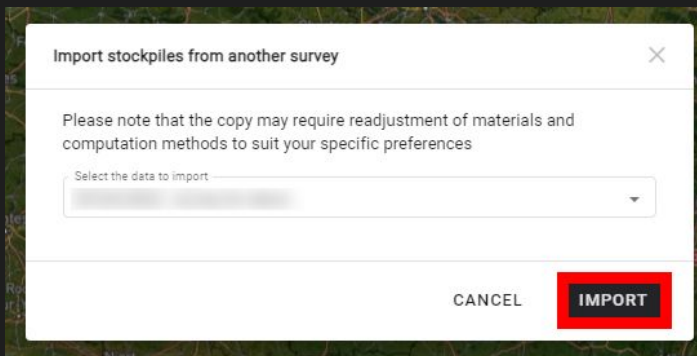 Import stockpiles from another survey
Please note that the copy may require readjustment of materials and
computation methods to suit your specific preferences
Select the data to import
CANCEL
IMPORT